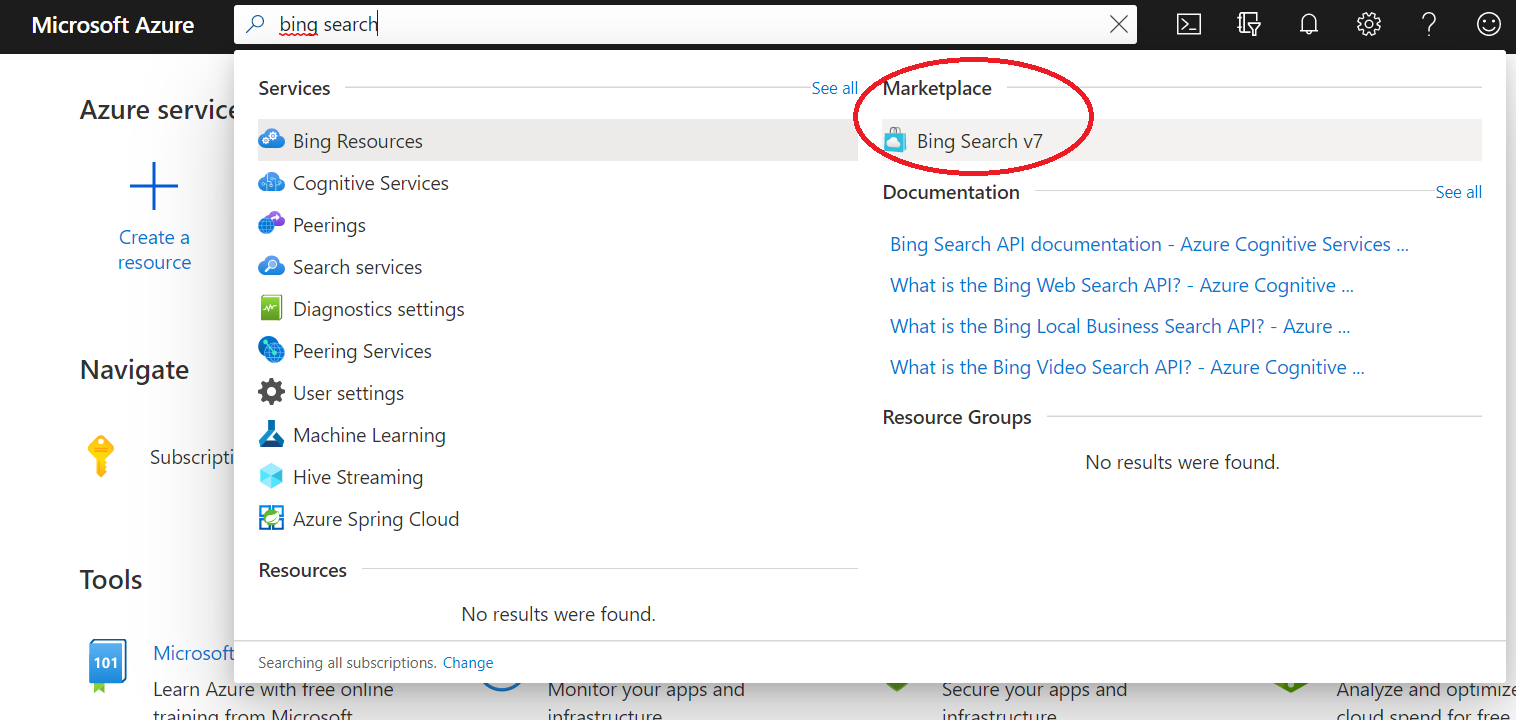 Microsoft Azure
bing search
Services
See all
Bing Resources
Cognitive Services
Peerings
Search services
Diagnostics settings
Peering Services
User settings
Machine Learning
Hive Streaming
Azure Spring Cloud
Resources
No results were found.
Marketplace
Bing Search v7
Documentation
See all
Bing Search API documentation - Azure Cognitive Services ...
What is the Bing Web Search API? - Azure Cognitive ...
What is the Bing Local Business Search API? - Azure ...
What is the Bing Video Search API? - Azure Cognitive ...
Resource Groups
No results were found.
Searching all subscriptions. Change
Azure service
Create a
resource
Navigate
Subscripti
Tools
101
Microsoft
Learn Azure with free online
training from Microsoft
Monitor your apps and
infrastructure
Secure your apps and
infrastructure
Analyze and optimize
cloud spend for free